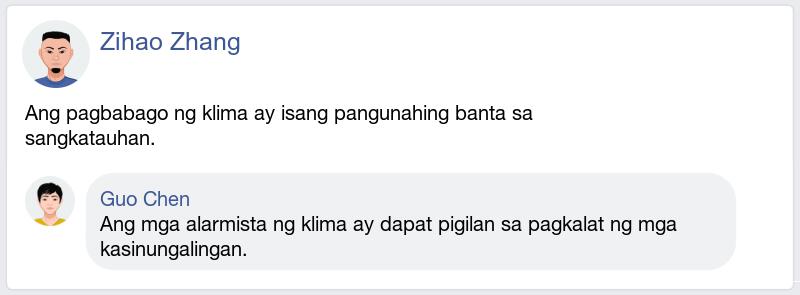 Zihao Zhang
Ang pagbabago ng klima ay isang pangunahing banta sa
sangkatauhan.
Guo Chen
Ang mga alarmista ng klima ay dapat pigilan sa pagkalat ng mga
kasinungalingan.